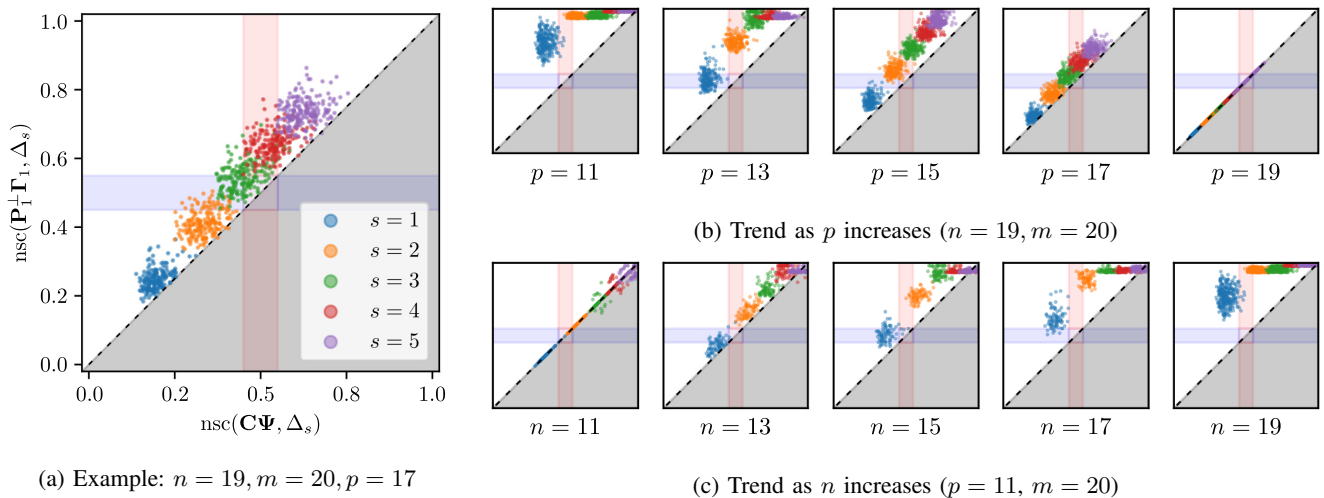 1.0
0.8
0.6
0.4
0.2
0.0
nsc(P₁^⊥Γ₁, Δₛ)
s = 1
s = 2
s = 3
s = 4
s = 5
0.0 0.2 0.5 0.8 1.0
nsc(CΨ, Δₛ)
(a) Example: n = 19, m = 20, p = 17
p = 11 p = 13 p = 15 p = 17 p = 19
(b) Trend as p increases (n = 19, m = 20)
n = 11 n = 13 n = 15 n = 17 n = 19
(c) Trend as n increases (p = 11, m = 20)